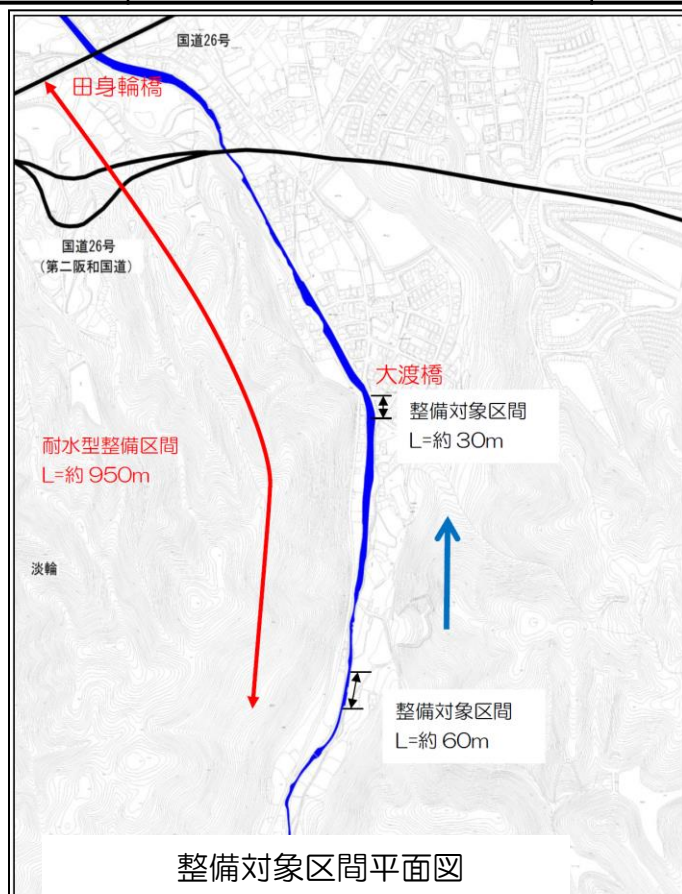 国道26号
田身輪橋
国道26号
(第二阪和国道)
大渡橋
整備対象区間
L=約 30m
耐水型整備区間
L=約 950m
淡輪
整備対象区間
L=約 60m
整備対象区間平面図